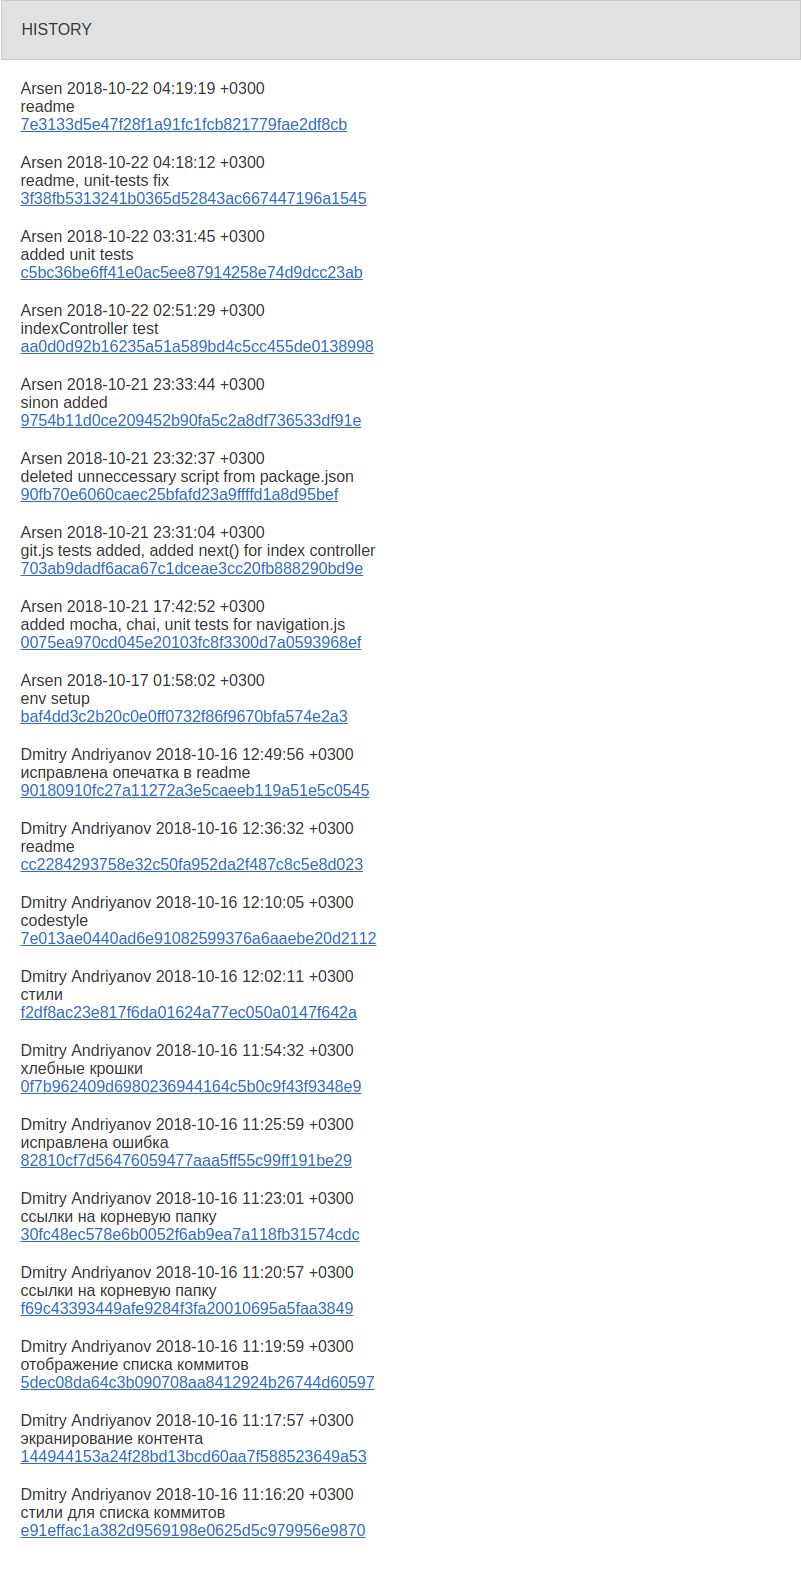 HISTORY
Arsen 2018-10-22 04:19:19 +0300
readme
7e3133d5e47f28f1a91fc1fcb821779fae2df8cb
Arsen 2018-10-22 04:18:12 +0300
readme, unit-tests fix
3f38fb5313241b0365d52843ac667447196a1545
Arsen 2018-10-22 03:31:45 +0300
added unit tests
c5bc36be6ff41e0ac5ee87914258e74d9dcc23ab
Arsen 2018-10-22 02:51:29 +0300
indexController test
aa0d0d92b16235a51a589bd4c5cc455de0138998
Arsen 2018-10-21 23:33:44 +0300
sinon added
9754b11d0ce209452b90fa5c2a8df736533df91e
Arsen 2018-10-21 23:32:37 +0300
deleted unneccessary script from package.json
90fb70e6060caec25bfafd23a9ffffd1a8d95bef
Arsen 2018-10-21 23:31:04 +0300
git.js tests added, added next() for index controller
703ab9dadf6aca67c1dceae3cc20fb888290bd9e
Arsen 2018-10-21 17:42:52 +0300
added mocha, chai, unit tests for navigation.js
0075ea970cd045e20103fc8f3300d7a0593968ef
Arsen 2018-10-17 01:58:02 +0300
env setup
baf4dd3c2b20c0e0ff0732f86f9670bfa574e2a3
Dmitry Andriyanov 2018-10-16 12:49:56 +0300
исправлена опечатка в readme
90180910fc27a11272a3e5caeeb119a51e5c0545
Dmitry Andriyanov 2018-10-16 12:36:32 +0300
readme
cc2284293758e32c50fa952da2f487c8c5e8d023
Dmitry Andriyanov 2018-10-16 12:10:05 +0300
codestyle
7e013ae0440ad6e91082599376a6aaebe20d2112
Dmitry Andriyanov 2018-10-16 12:02:11 +0300
стили
f2df8ac23e817f6da01624a77ec050a0147f642a
Dmitry Andriyanov 2018-10-16 11:54:32 +0300
хлебные крошки
0f7b962409d6980236944164c5b0c9f43f9348e9
Dmitry Andriyanov 2018-10-16 11:25:59 +0300
исправлена ошибка
82810cf7d56476059477aaa5ff55c99ff191be29
Dmitry Andriyanov 2018-10-16 11:23:01 +0300
ссылки на корневую папку
30fc48ec578e6b0052f6ab9ea7a118fb31574cdc
Dmitry Andriyanov 2018-10-16 11:20:57 +0300
ссылки на корневую папку
f69c43393449afe9284f3fa20010695a5faa3849
Dmitry Andriyanov 2018-10-16 11:19:59 +0300
отображение списка коммитов
5dec08da64c3b090708aa8412924b26744d60597
Dmitry Andriyanov 2018-10-16 11:17:57 +0300
экранирование контента
144944153a24f28bd13bcd60aa7f588523649a53
Dmitry Andriyanov 2018-10-16 11:16:20 +0300
стили для списка коммитов
e91effac1a382d9569198e0625d5c979956e9870